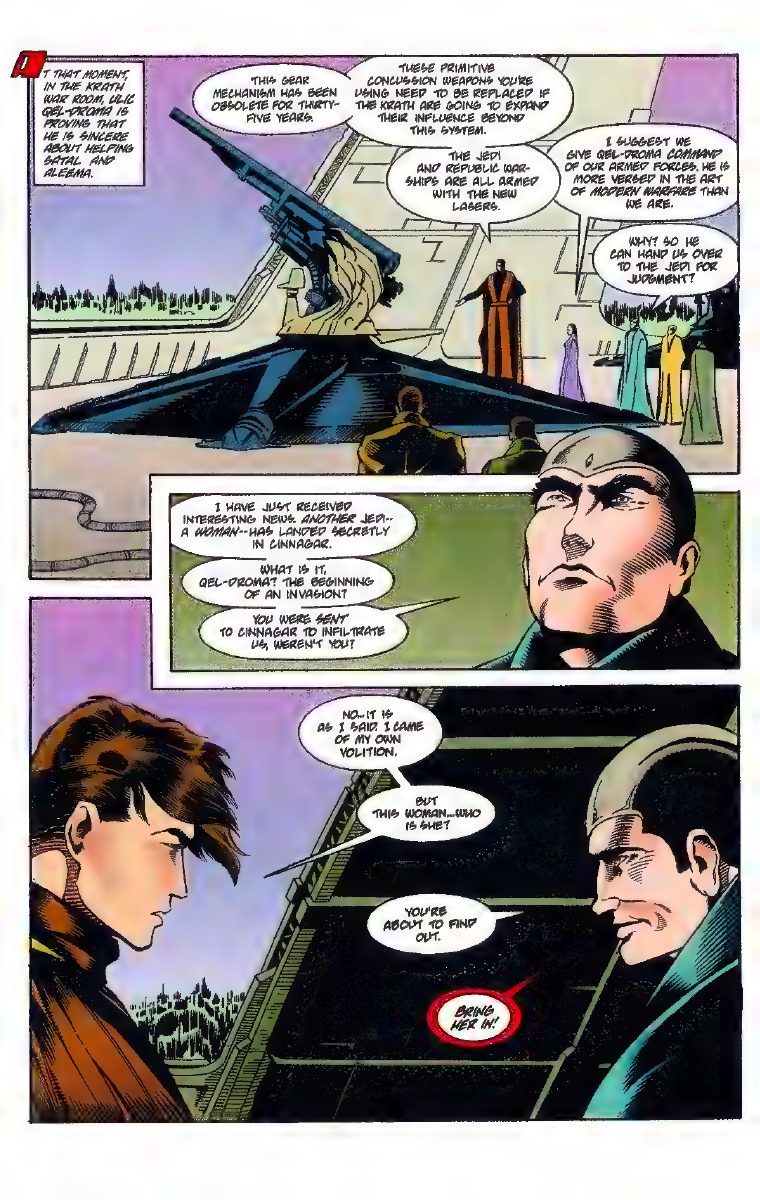 AT THAT MOMENT,
IN THE KRATH
WAR ROOM, ULIC
QEL-DROMA IS
PROVING THAT
HE IS SINCERE
ABOUT HELPING
SATAL AND
ALEEMA.
THIS GEAR
MECHANISM HAS BEEN
OBSOLETE FOR THIRTY-
FIVE YEARS.
THESE PRIMITIVE
CONCUSSION WEAPONS YOU'RE
USING NEED TO BE REPLACED IF
THE KRATH ARE GOING TO EXPAND
THEIR INFLUENCE BEYOND
THIS SYSTEM.
THE JEDI
AND REPUBLIC WAR-
SHIPS ARE ALL ARMED
WITH THE NEW
LASERS.
I SUGGEST WE
GIVE QEL-DROMA COMMAND
OF OUR ARMED FORCES. HE IS
MORE VERSED IN THE ART
OF MODERN WARFARE THAN
WE ARE.
WHY? SO HE
CAN HAND US OVER
TO THE JEDI FOR
JUDGMENT?
I HAVE JUST RECEIVED
INTERESTING NEWS. ANOTHER JEDI--
A WOMAN--HAS LANDED SECRETLY
IN CINNAGAR.
WHAT IS IT,
QEL-DROMA? THE BEGINNING
OF AN INVASION?
YOU WERE SENT
TO CINNAGAR TO INFILTRATE
US, WEREN'T YOU?
NO...IT IS
AS I SAID. I CAME
OF MY OWN
VOLITION.
BUT
THIS WOMAN...WHO
IS SHE?
YOU'RE
ABOUT TO FIND
OUT.
BRING
HER IN!